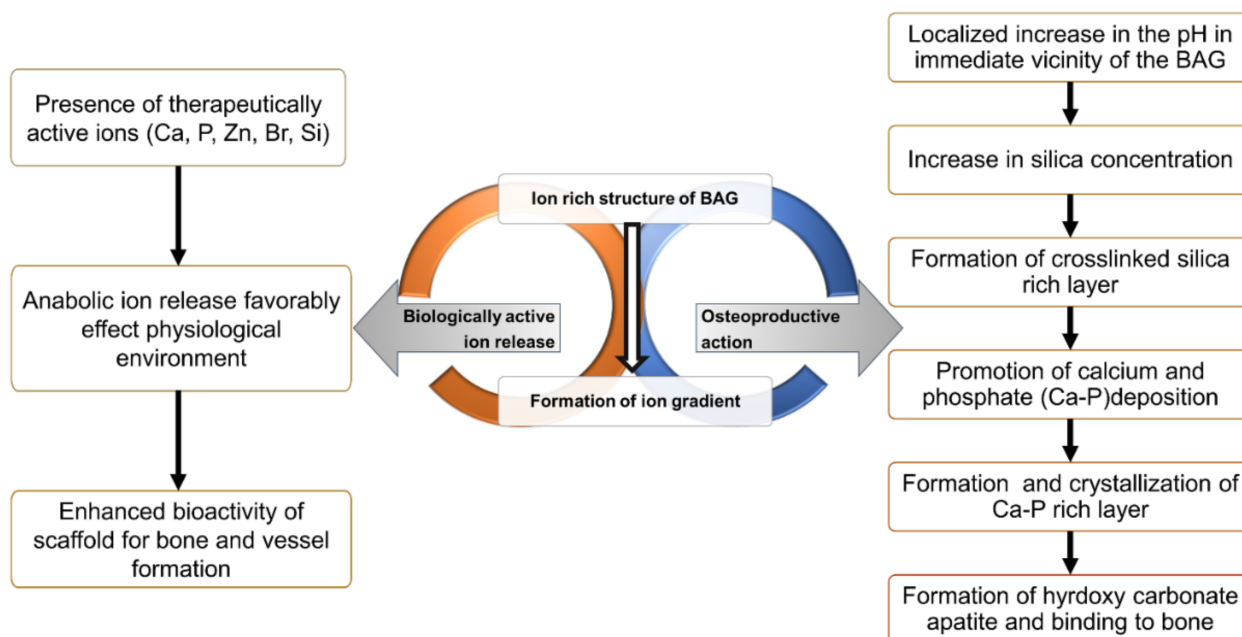 Presence of therapeutically
active ions (Ca, P, Zn, Br, Si)
Anabolic ion release favorably
effect physiological
environment
Enhanced bioactivity of
scaffold for bone and vessel
formation
Ion rich structure of BAG
Biologically active
ion release
Osteoproductive
action
Formation of ion gradient
Localized increase in the pH in
immediate vicinity of the BAG
Increase in silica concentration
Formation of crosslinked silica
rich layer
Promotion of calcium and
phosphate (Ca-P)deposition
Formation and crystallization of
Ca-P rich layer
Formation of hyrdoxy carbonate
apatite and binding to bone